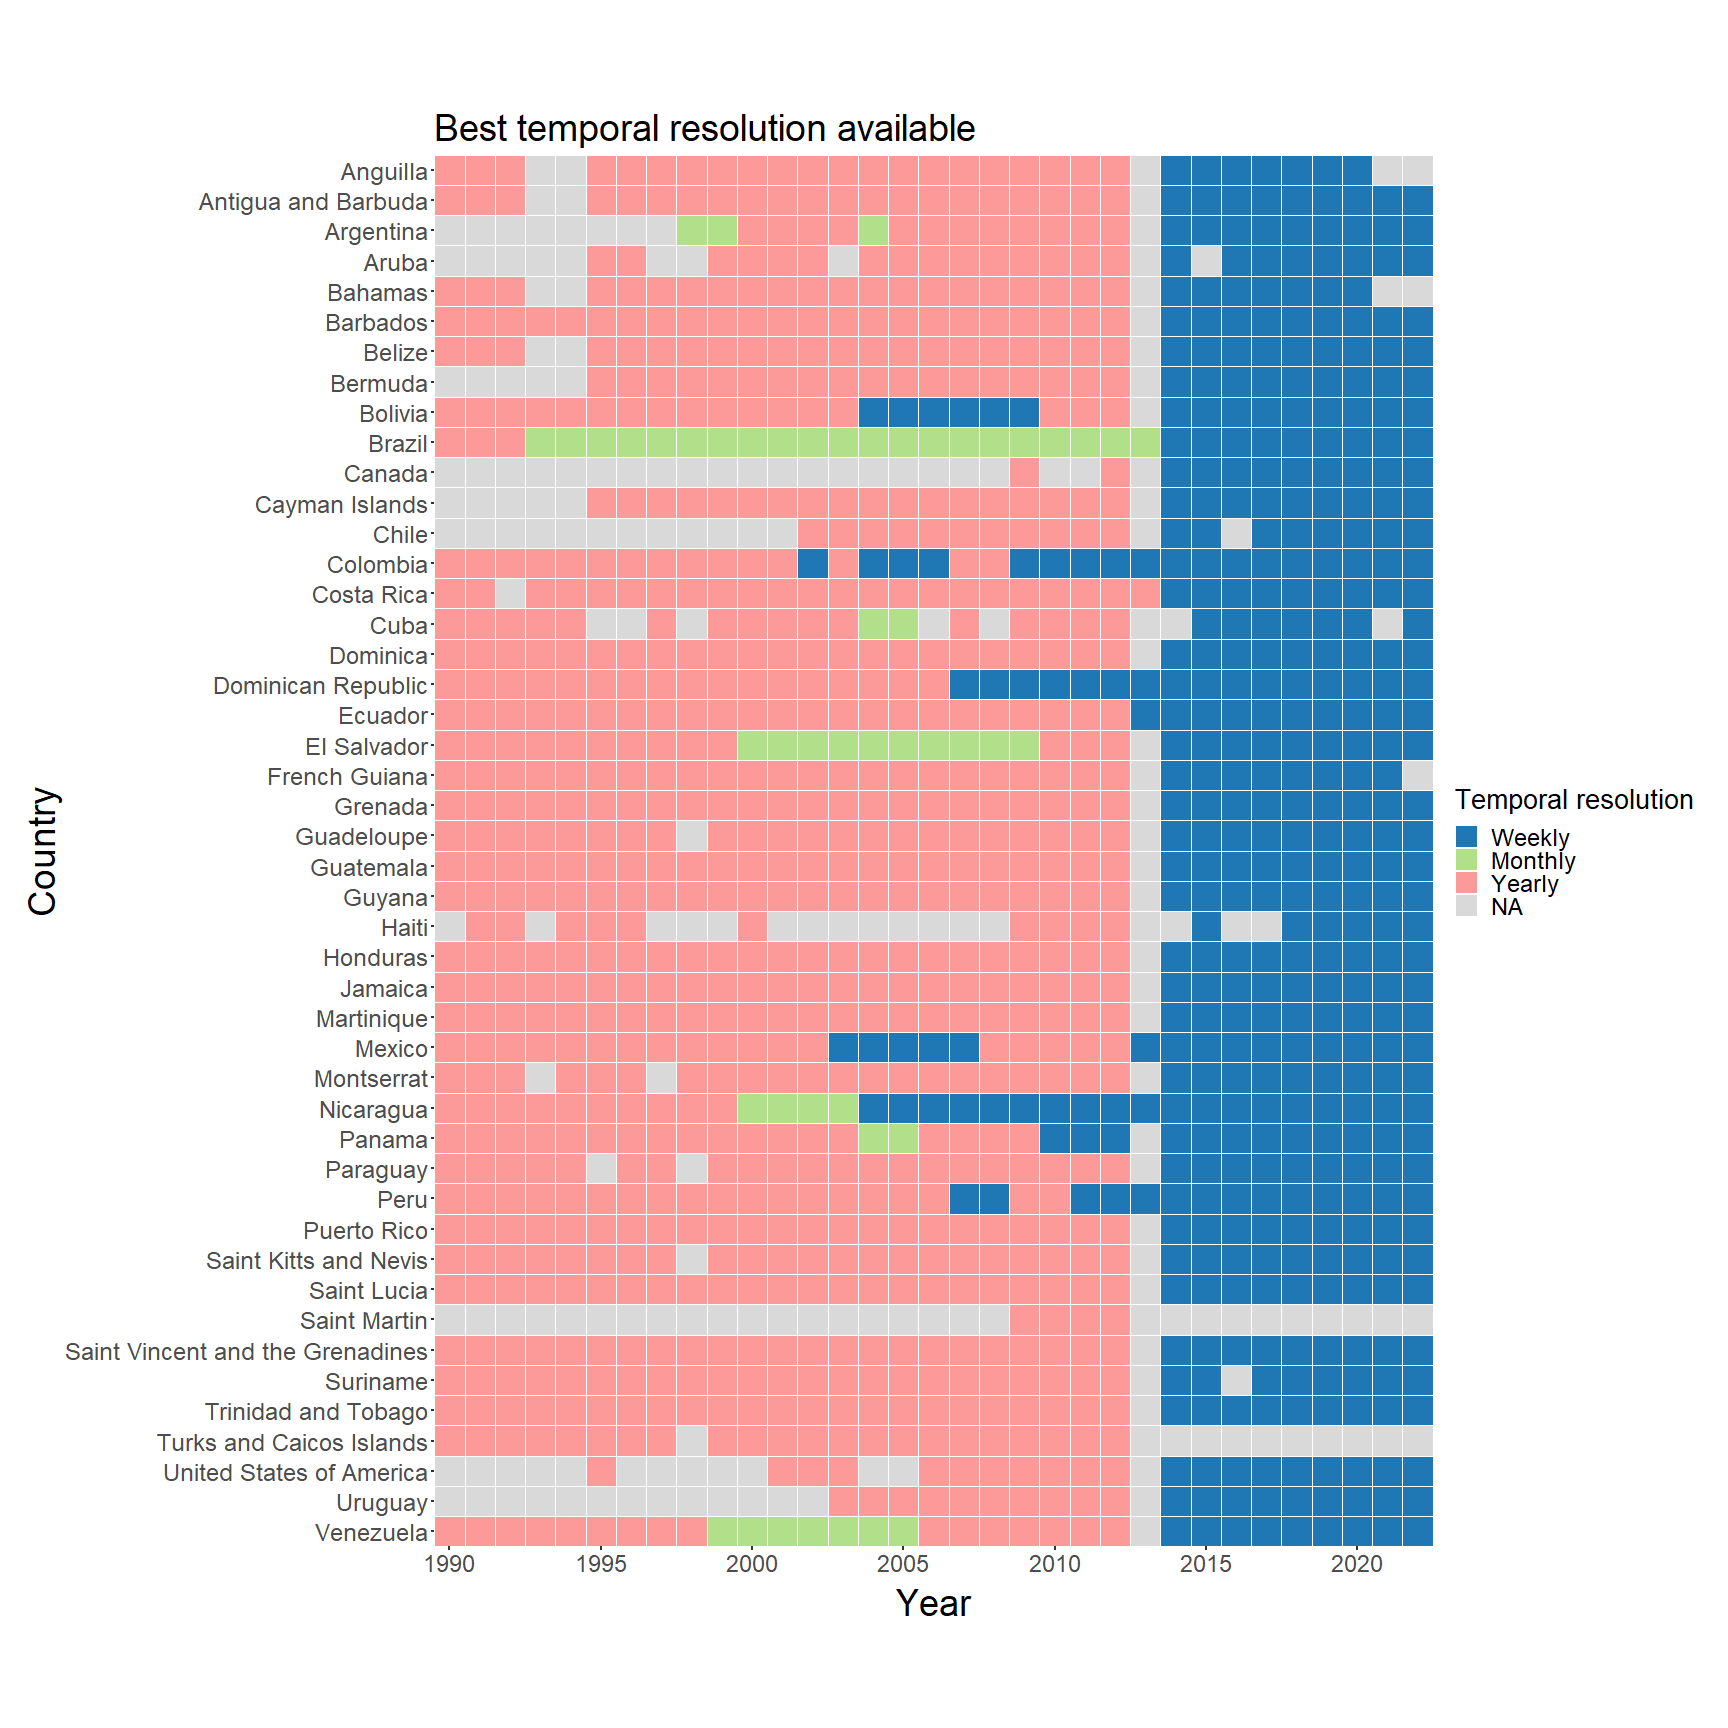 Best temporal resolution available
Anguilla
Antigua and Barbuda
Argentina
Aruba
Bahamas
Barbados
Belize
Bermuda
Bolivia
Brazil
Canada
Cayman Islands
Chile
Colombia
Costa Rica
Cuba
Dominica
Dominican Republic
Ecuador
El Salvador
French Guiana
Grenada
Guadeloupe
Guatemala
Guyana
Haiti
Honduras
Jamaica
Martinique
Mexico
Montserrat
Nicaragua
Panama
Paraguay
Peru
Puerto Rico
Saint Kitts and Nevis
Saint Lucia
Saint Martin
Saint Vincent and the Grenadines
Suriname
Trinidad and Tobago
Turks and Caicos Islands
United States of America
Uruguay
Venezuela
Country
1990 1995 2000 2005 2010 2015 2020
Year
Temporal resolution
Weekly
Monthly
Yearly
NA